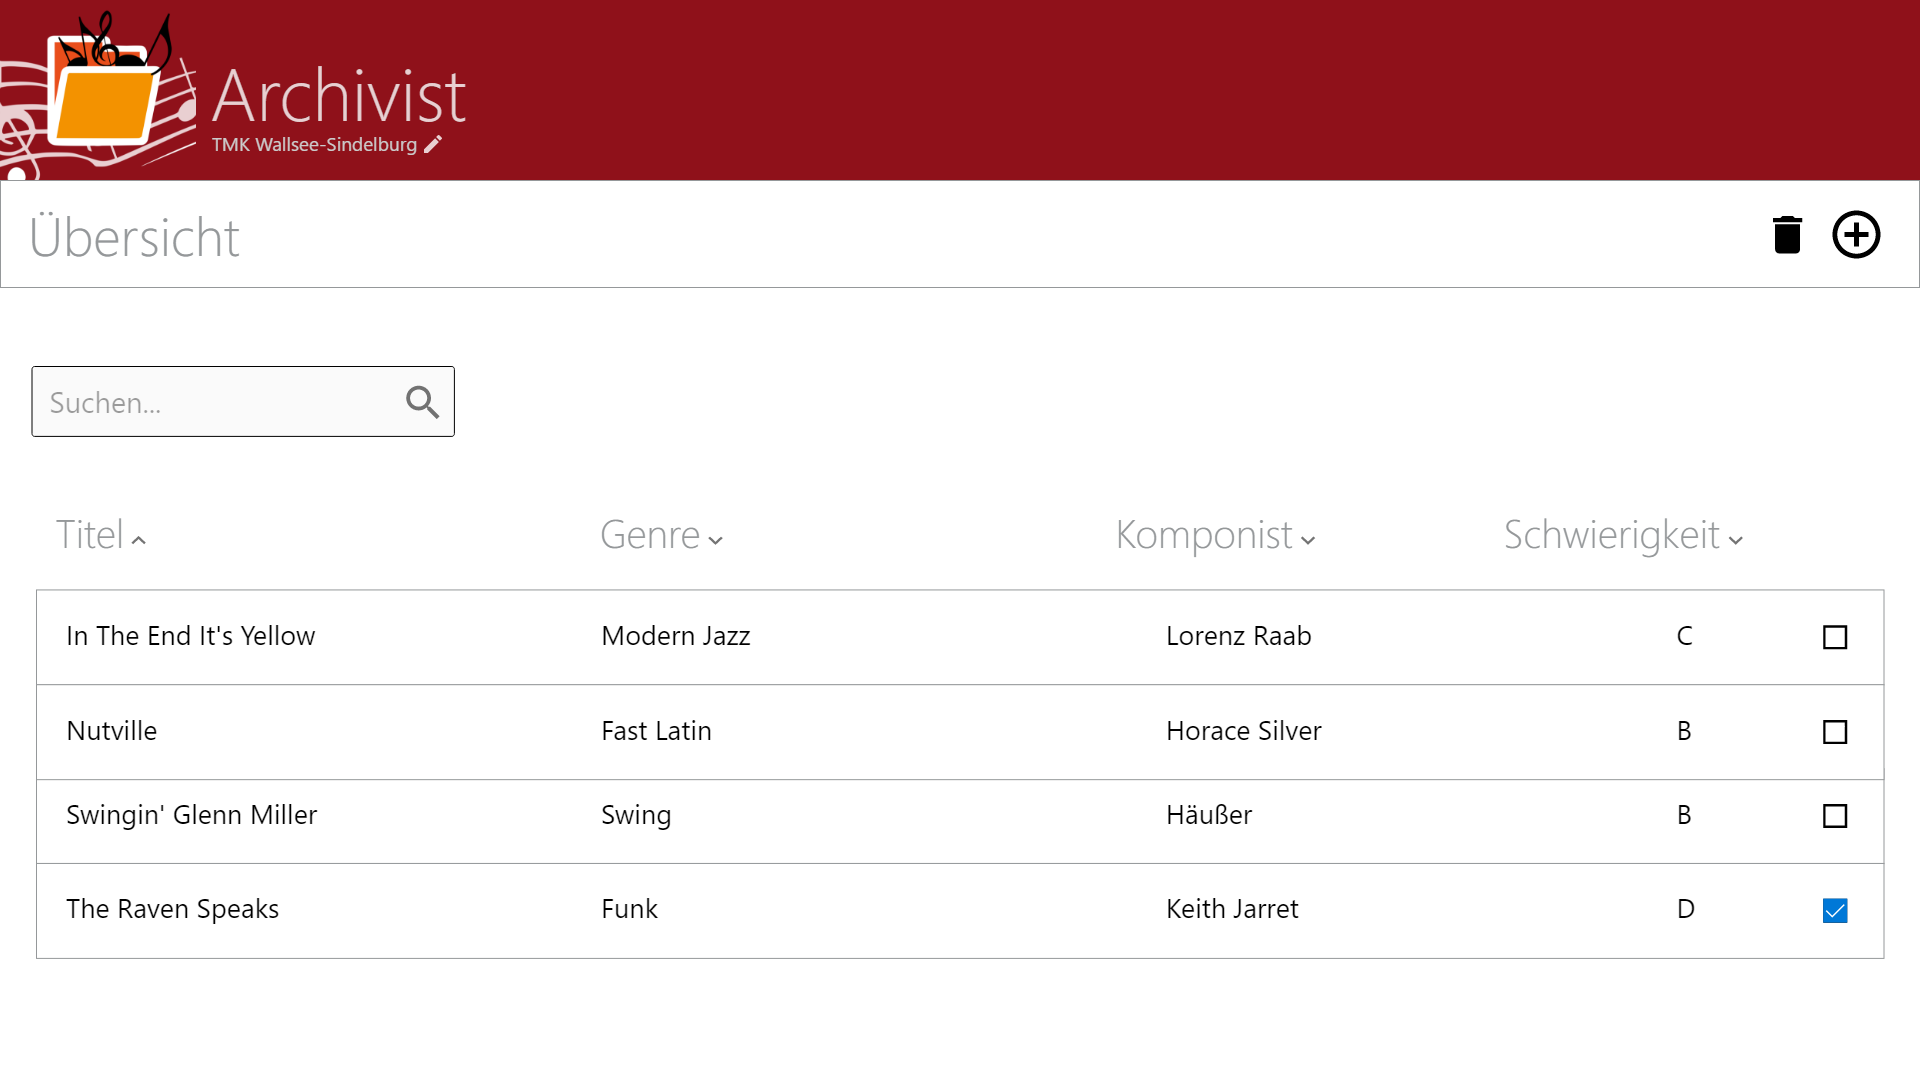 Archivist
TMK Wallsee-Sindelburg
Übersicht
Suchen...
Titel Genre Komponist Schwierigkeit
In The End It's Yellow Modern Jazz Lorenz Raab C
Nutville Fast Latin Horace Silver B
Swingin' Glenn Miller Swing Häußer B
The Raven Speaks Funk Keith Jarret D